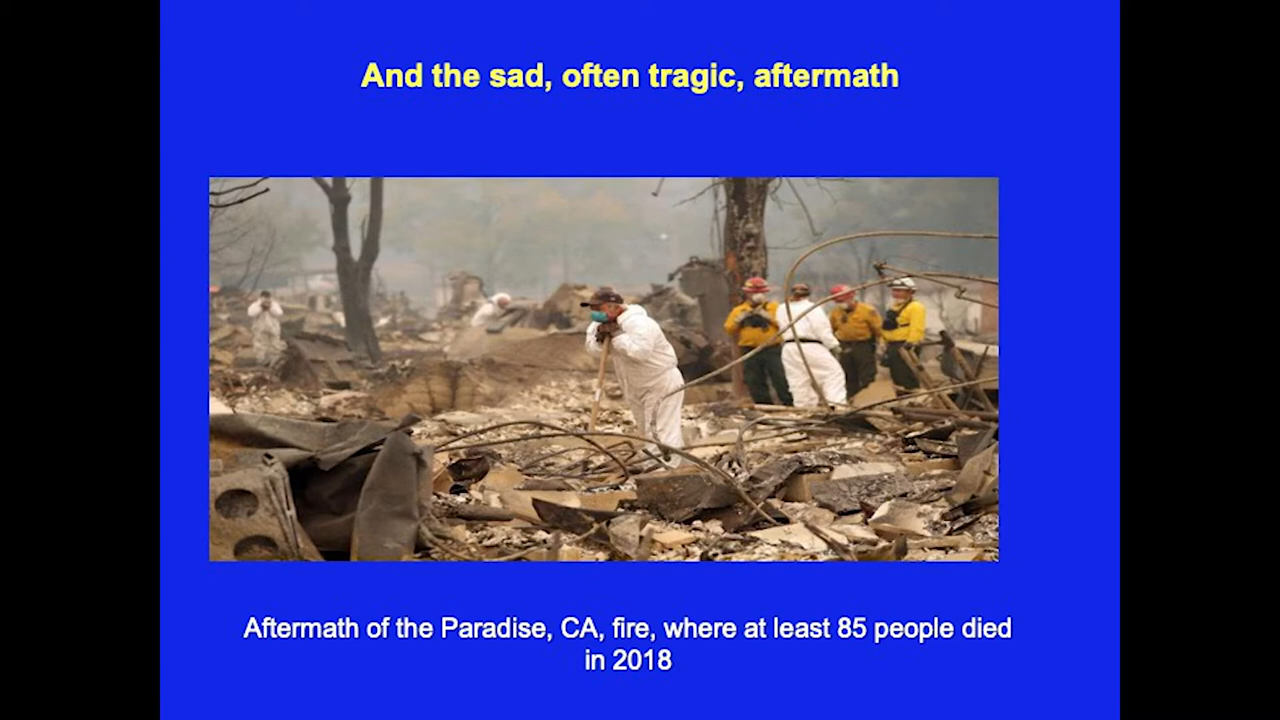 And the sad, often tragic, aftermath
Aftermath of the Paradise, CA, fire, where at least 85 people died
in 2018